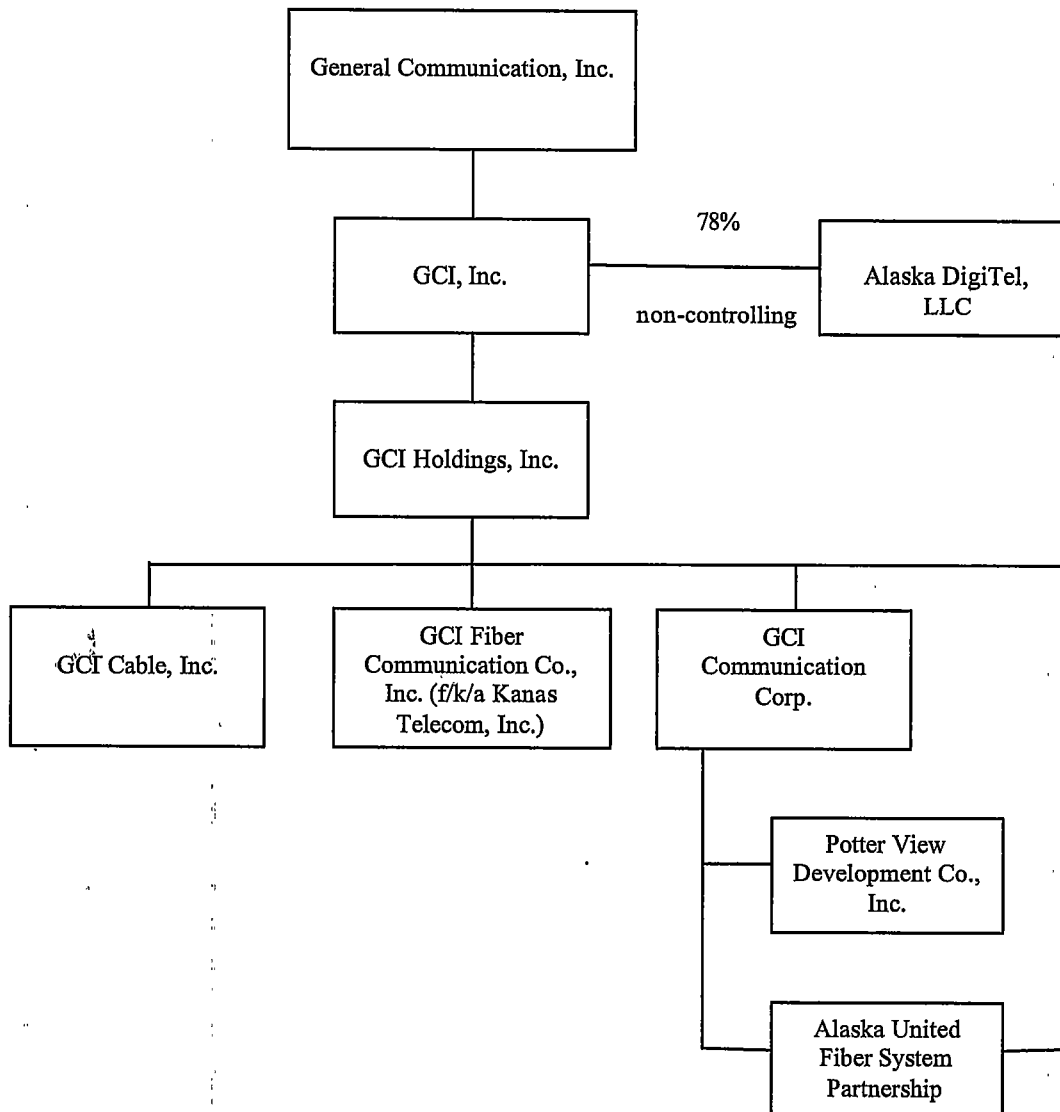 General Communication, Inc.
GCI, Inc.
78%
non-controlling
Alaska DigiTel,
LLC
GCI Holdings, Inc.
GCI Cable, Inc.
GCI Fiber
Communication Co.,
Inc. (f/k/a Kanas
Telecom, Inc.)
GCI
Communication
Corp.
Potter View
Development Co.,
Inc.
Alaska United
Fiber System
Partnership